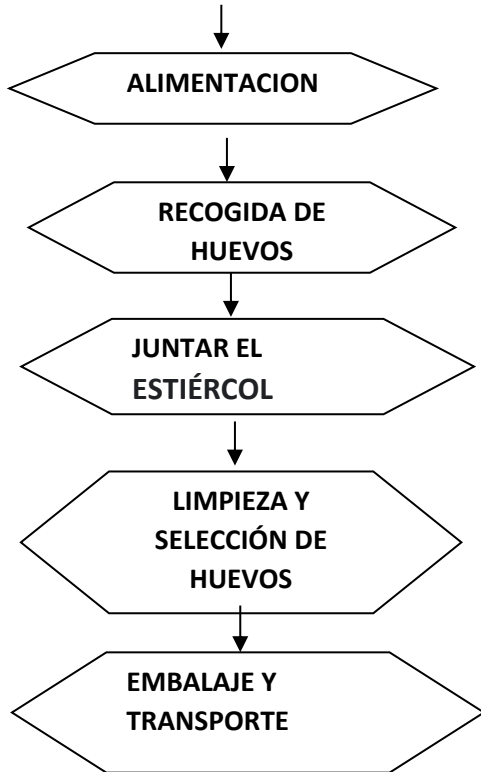 ALIMENTACION
RECOGIDA DE
HUEVOS
JUNTAR EL
ESTIÉRCOL
LIMPIEZA Y
SELECCIÓN DE
HUEVOS
EMBALAJE Y
TRANSPORTE